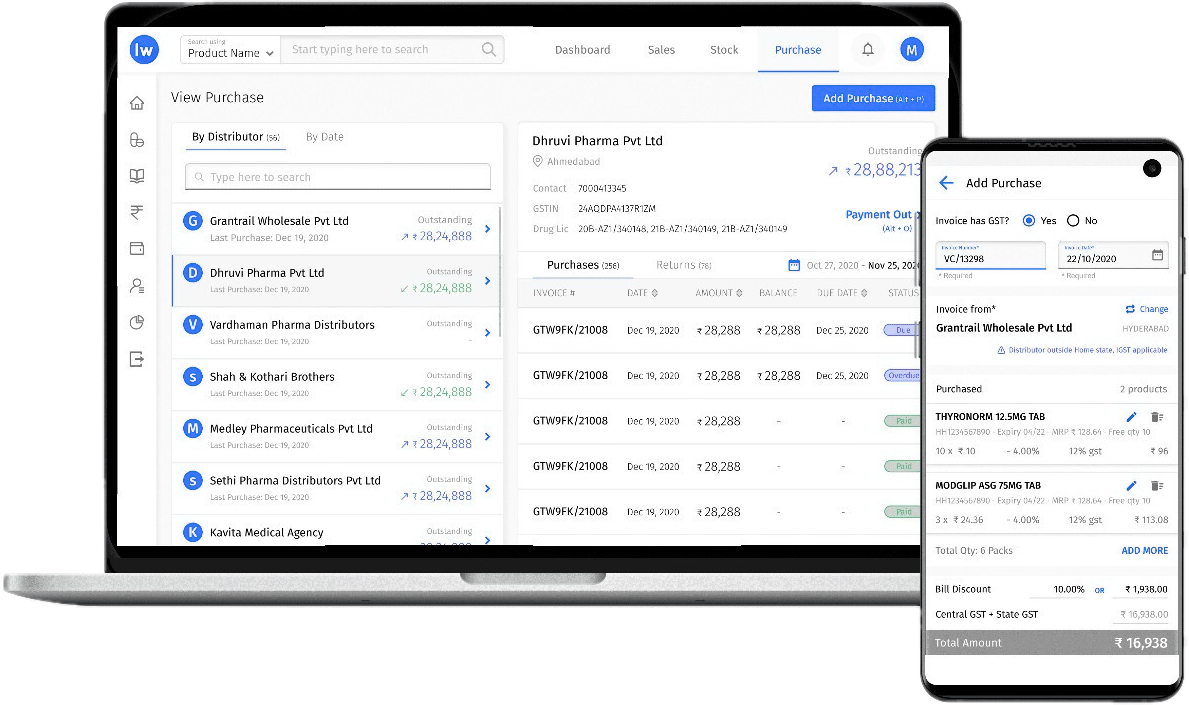 lw
Search using
Product Name
Start typing here to search
Dashboard
Sales
Stock
Purchase
M
View Purchase
Add Purchase (Alt + P)
By Distributor (56)
By Date
Type here to search
G Grantrail Wholesale Pvt Ltd Outstanding
Last Purchase: Dec 19, 2020 ↗ ₹ 28,24,888
D Dhruvi Pharma Pvt Ltd Outstanding
Last Purchase: Dec 19, 2020 ↙ ₹ 28,24,888
V Vardhaman Pharma Distributors Outstanding
Last Purchase: Dec 19, 2020 -
S Shah & Kothari Brothers Outstanding
Last Purchase: Dec 19, 2020 ↙ ₹ 28,24,888
M Medley Pharmaceuticals Pvt Ltd Outstanding
Last Purchase: Dec 19, 2020 ↗ ₹ 28,24,888
S Sethi Pharma Distributors Pvt Ltd Outstanding
Last Purchase: Dec 19, 2020 ↗ ₹ 28,24,888
K Kavita Medical Agency Outstanding
Dhruvi Pharma Pvt Ltd
Ahmedabad
Outstanding
↗ ₹ 28,88,213
Contact 7000413345
GSTIN 24AQDPA4137R1ZM
Drug Lic 20B-AZ1/340148, 21B-AZ1/340149, 21B-AZ1/340149
Payment Out
(Alt + O)
Purchases (256)
Returns (78)
Oct 27, 2020 - Nov 25, 202
INVOICE # DATE AMOUNT BALANCE DUE DATE STATUS
GTW9FK/21008 Dec 19, 2020 ₹ 28,288 ₹ 28,288 Dec 25, 2020 Due
GTW9FK/21008 Dec 19, 2020 ₹ 28,288 ₹ 28,288 Dec 25, 2020 Overdue
GTW9FK/21008 Dec 19, 2020 ₹ 28,288 - - Paid
GTW9FK/21008 Dec 19, 2020 ₹ 28,288 - - Paid
GTW9FK/21008 Dec 19, 2020 ₹ 28,288 - - Paid
Add Purchase
Invoice has GST? Yes No
Invoice Number*
VC/13298
* Required
Invoice Date*
22/10/2020
* Required
Invoice from* Change
Grantrail Wholesale Pvt Ltd HYDERABAD
Distributor outside Home state, IGST applicable
Purchased 2 products
THYRONORM 12.5MG TAB
HH1234567890 - Expiry 04/22 - MRP ₹ 128.64 - Free qty 10
10 x ₹ 10 - 4.00% 12% gst ₹ 96
MODGLIP ASG 75MG TAB
HH1234567890 - Expiry 04/22 - MRP ₹ 128.64 - Free qty 10
3 x ₹ 24.36 - 4.00% 12% gst ₹ 113.08
Total Qty: 6 Packs ADD MORE
Bill Discount 10.00% OR ₹ 1,938.00
Central GST + State GST ₹ 16,938.00
Total Amount ₹ 16,938